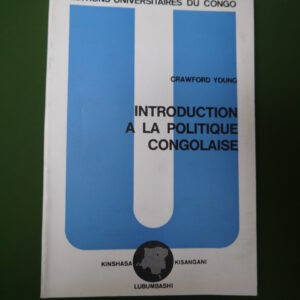 UNIVERSITAIRES DU CONGO
CRAWFORD YOUNG
INTRODUCTION
A LA POLITIQUE
CONGOLAISE
KINSHASA
KISANGANI
LUBUMBASHI